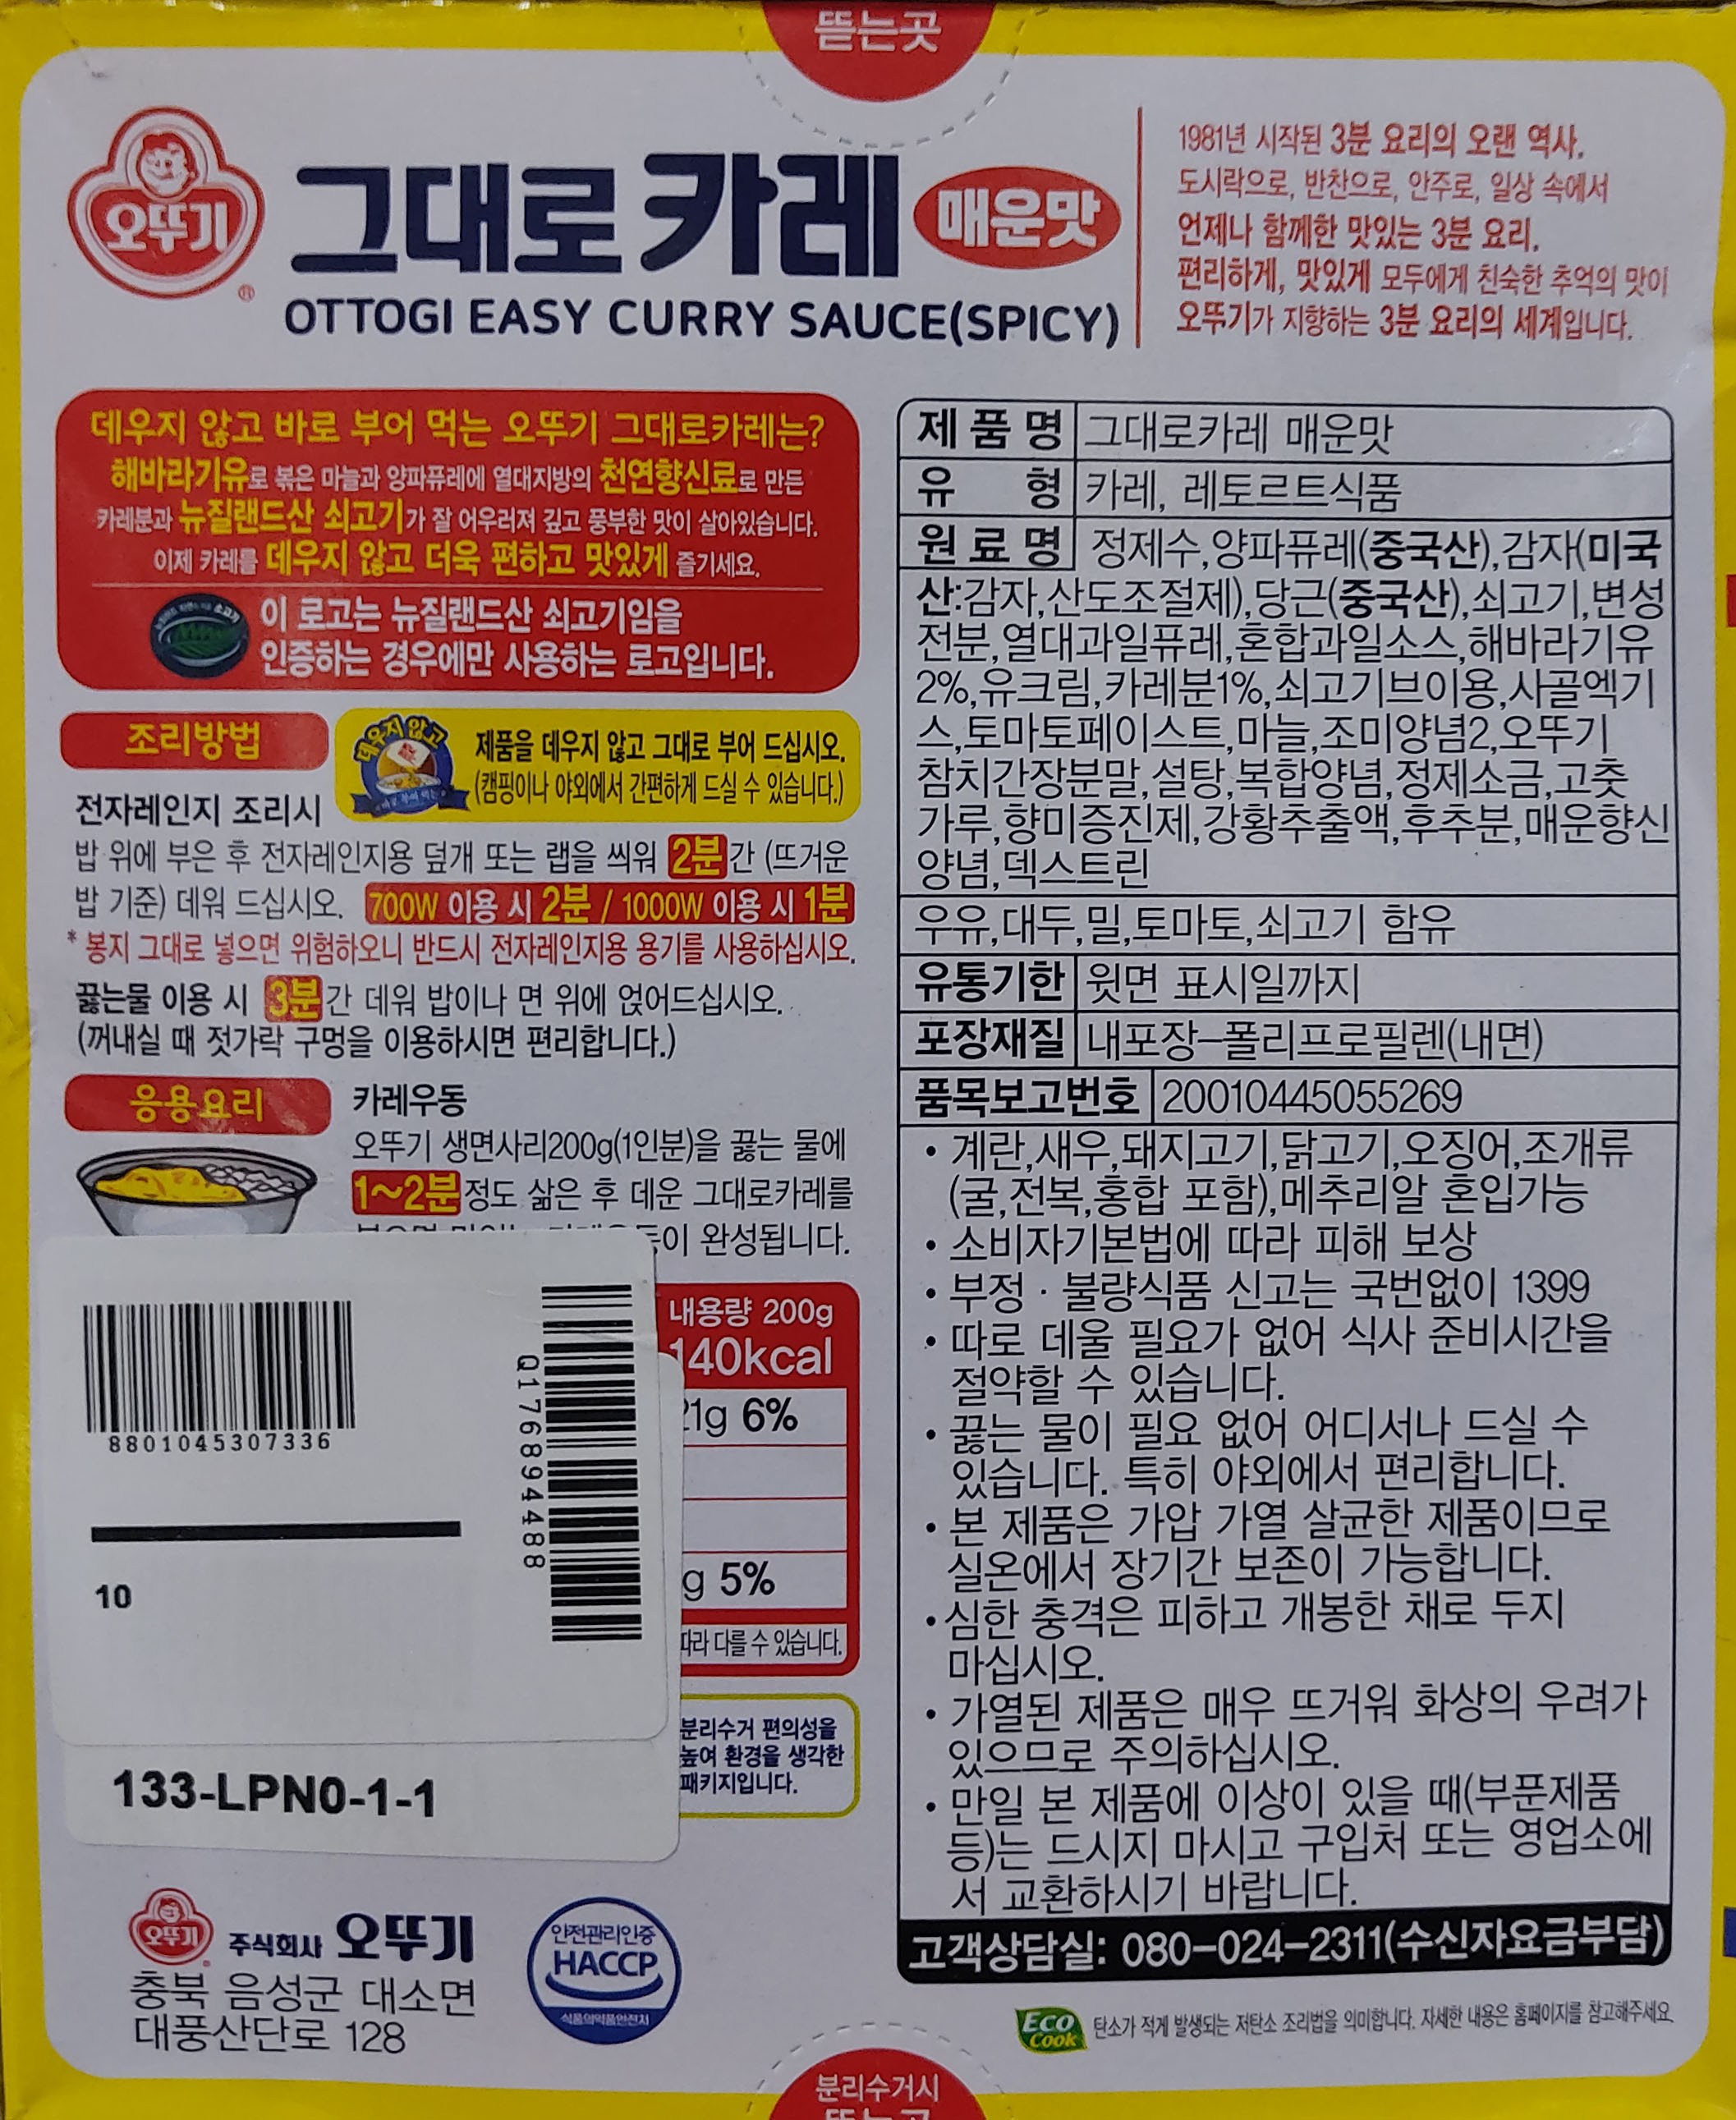 뜯는곳
오뚜기
그대로 카레 매운맛
OTTOGI EASY CURRY SAUCE(SPICY)
1981년 시작된 3분 요리의 오랜 역사.
도시락으로, 반찬으로, 안주로, 일상 속에서
언제나 함께한 맛있는 3분 요리.
편리하게, 맛있게 모두에게 친숙한 추억의 맛이
오뚜기가 지향하는 3분 요리의 세계입니다.
데우지 않고 바로 부어 먹는 오뚜기 그대로카레는?
해바라기유로 볶은 마늘과 양파퓨레에 열대지방의 천연향신료로 만든
카레분과 뉴질랜드산 쇠고기가 잘 어우러져 깊고 풍부한 맛이 살아있습니다.
이제 카레를 데우지 않고 더욱 편하고 맛있게 즐기세요.
이 로고는 뉴질랜드산 쇠고기임을
인증하는 경우에만 사용하는 로고입니다.
조리방법
데우지 않고
제품을 데우지 않고 그대로 부어 드십시오.
(캠핑이나 야외에서 간편하게 드실 수 있습니다.)
전자레인지 조리시
밥 위에 부은 후 전자레인지용 덮개 또는 랩을 씌워 2분간 (뜨거운
밥 기준) 데워 드십시오. 700W 이용 시 2분 / 1000W 이용 시 1분
* 봉지 그대로 넣으면 위험하오니 반드시 전자레인지용 용기를 사용하십시오.
끓는물 이용 시 3분간 데워 밥이나 면 위에 얹어드십시오.
(꺼내실 때 젓가락 구멍을 이용하시면 편리합니다.)
응용요리
카레우동
오뚜기 생면사리200g(1인분)을 끓는 물에
1~2분정도 삶은 후 데운 그대로카레를
완성됩니다.
내용량 200g
140kcal
21g 6%
g 5%
따라 다를 수 있습니다.
8801045307336
Q176894488
10
133-LPN0-1-1
분리수거 편의성을
높여 환경을 생각한
패키지입니다.
오뚜기
주식회사 오뚜기
충북 음성군 대소면
대풍산단로 128
안전관리인증
HACCP
식품의약품안전처
제품명 그대로카레 매운맛
유형 카레, 레토르트식품
원료명 정제수,양파퓨레(중국산),감자(미국
산:감자,산도조절제),당근(중국산),쇠고기,변성
전분,열대과일퓨레,혼합과일소스,해바라기유
2%,유크림,카레분1%,쇠고기브이용,사골엑기
스,토마토페이스트,마늘,조미양념2,오뚜기
참치간장분말,설탕,복합양념,정제소금,고춧
가루,향미증진제,강황추출액,후추분,매운향신
양념,덱스트린
우유,대두,밀,토마토,쇠고기 함유
유통기한 윗면 표시일까지
포장재질 내포장-폴리프로필렌(내면)
품목보고번호 20010445055269
• 계란,새우,돼지고기,닭고기,오징어,조개류
(굴,전복,홍합 포함),메추리알 혼입가능
• 소비자기본법에 따라 피해 보상
• 부정 · 불량식품 신고는 국번없이 1399
• 따로 데울 필요가 없어 식사 준비시간을
절약할 수 있습니다.
• 끓는 물이 필요 없어 어디서나 드실 수
있습니다. 특히 야외에서 편리합니다.
• 본 제품은 가압 가열 살균한 제품이므로
실온에서 장기간 보존이 가능합니다.
• 심한 충격은 피하고 개봉한 채로 두지
마십시오.
• 가열된 제품은 매우 뜨거워 화상의 우려가
있으므로 주의하십시오.
• 만일 본 제품에 이상이 있을 때(부푼제품
등)는 드시지 마시고 구입처 또는 영업소에
서 교환하시기 바랍니다.
고객상담실: 080-024-2311(수신자요금부담)
ECO Cook 탄소가 적게 발생되는 저탄소 조리법을 의미합니다. 자세한 내용은 홈페이지를 참고해주세요.
분리수거시